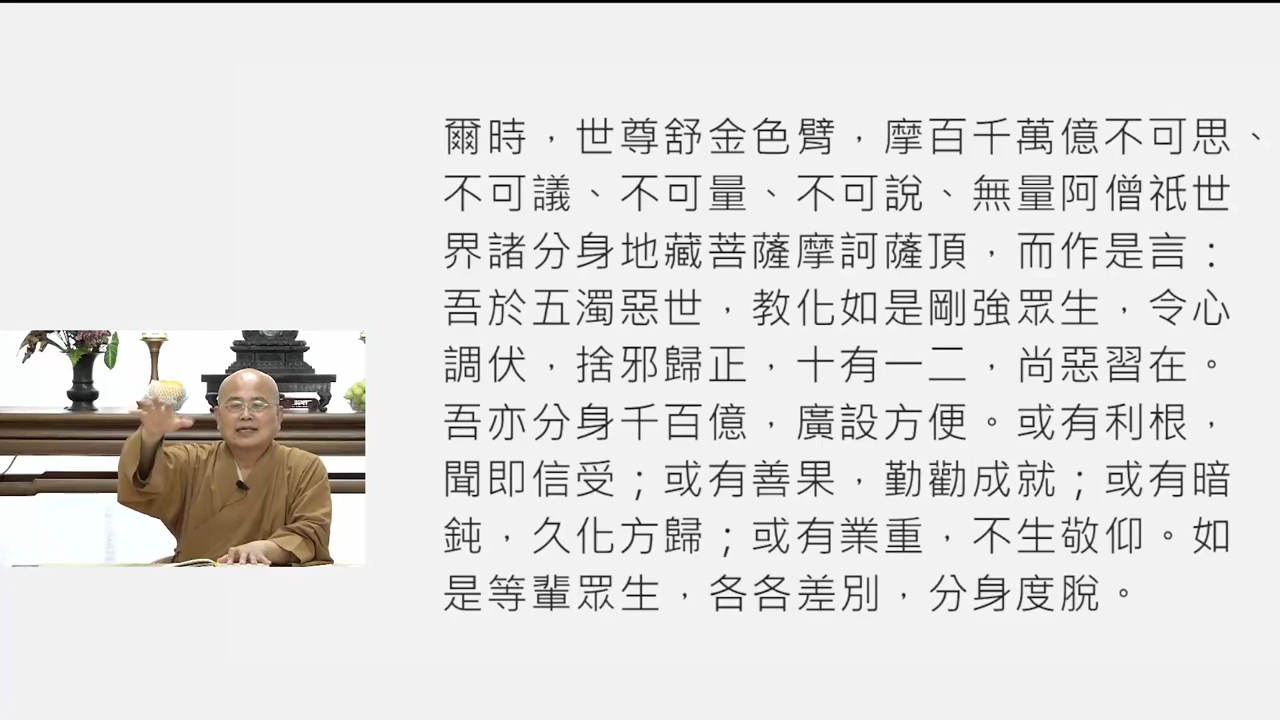 爾時，世尊舒金色臂，摩百千萬億不可思、
不可議、不可量、不可說、無量阿僧祇世
界諸分身地藏菩薩摩訶薩頂，而作是言：
吾於五濁惡世，教化如是剛強眾生，令心
調伏，捨邪歸正，十有一二，尚惡習在。
吾亦分身千百億，廣設方便。或有利根，
聞即信受；或有善果，勤勸成就；或有暗
鈍，久化方歸；或有業重，不生敬仰。如
是等輩眾生，各各差別，分身度脫。